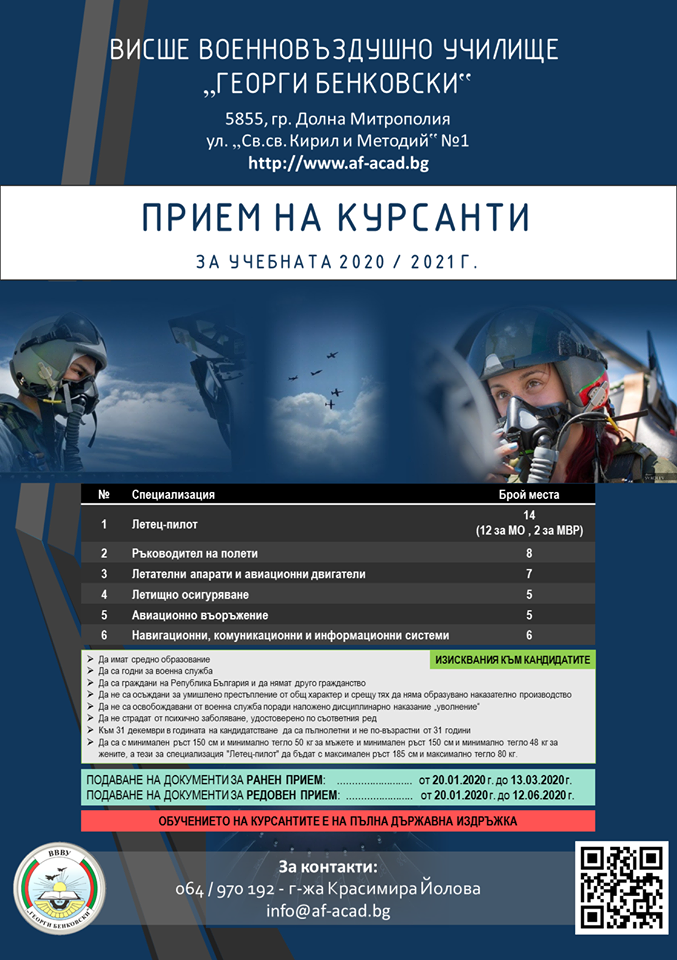 ВИСШЕ ВОЕННОВЪЗДУШНО УЧИЛИЩЕ
„ГЕОРГИ БЕНКОВСКИ“
5855, гр. Долна Митрополия
ул. „Св.св. Кирил и Методий“ №1
http://www.af-acad.bg
ПРИЕМ НА КУРСАНТИ
ЗА УЧЕБНАТА 2020 / 2021 Г.
№ Специализация Брой места
1 Летец-пилот 14
(12 за МО , 2 за МВР)
2 Ръководител на полети 8
3 Летателни апарати и авиационни двигатели 7
4 Летищно осигуряване 5
5 Авиационно въоръжение 5
6 Навигационни, комуникационни и информационни системи 6
ИЗИСКВАНИЯ КЪМ КАНДИДАТИТЕ
➢ Да имат средно образование
➢ Да са годни за военна служба
➢ Да са граждани на Република България и да нямат друго гражданство
➢ Да не са осъждани за умишлено престъпление от общ характер и срещу тях да няма образувано наказателно производство
➢ Да не са освобождавани от военна служба поради наложено дисциплинарно наказание „уволнение“
➢ Да не страдат от психично заболяване, удостоверено по съответния ред
➢ Към 31 декември в годината на кандидатстване да са пълнолетни и не по-възрастни от 31 години
➢ Да са с минимален ръст 150 см и минимално тегло 50 кг за мъжете и минимален ръст 150 см и минимално тегло 48 кг за
жените, а тези за специализация "Летец-пилот" да бъдат с максимален ръст 185 см и максимално тегло 80 кг.
ПОДАВАНЕ НА ДОКУМЕНТИ ЗА РАНЕН ПРИЕМ: ......................... от 20.01.2020 г. до 13.03.2020 г.
ПОДАВАНЕ НА ДОКУМЕНТИ ЗА РЕДОВЕН ПРИЕМ: ...................... от 20.01.2020 г. до 12.06.2020 г.
ОБУЧЕНИЕТО НА КУРСАНТИТЕ Е НА ПЪЛНА ДЪРЖАВНА ИЗДРЪЖКА
За контакти:
064 / 970 192 - г-жа Красимира Йолова
info@af-acad.bg
ВВВУ
„ГЕОРГИ БЕНКОВСКИ“